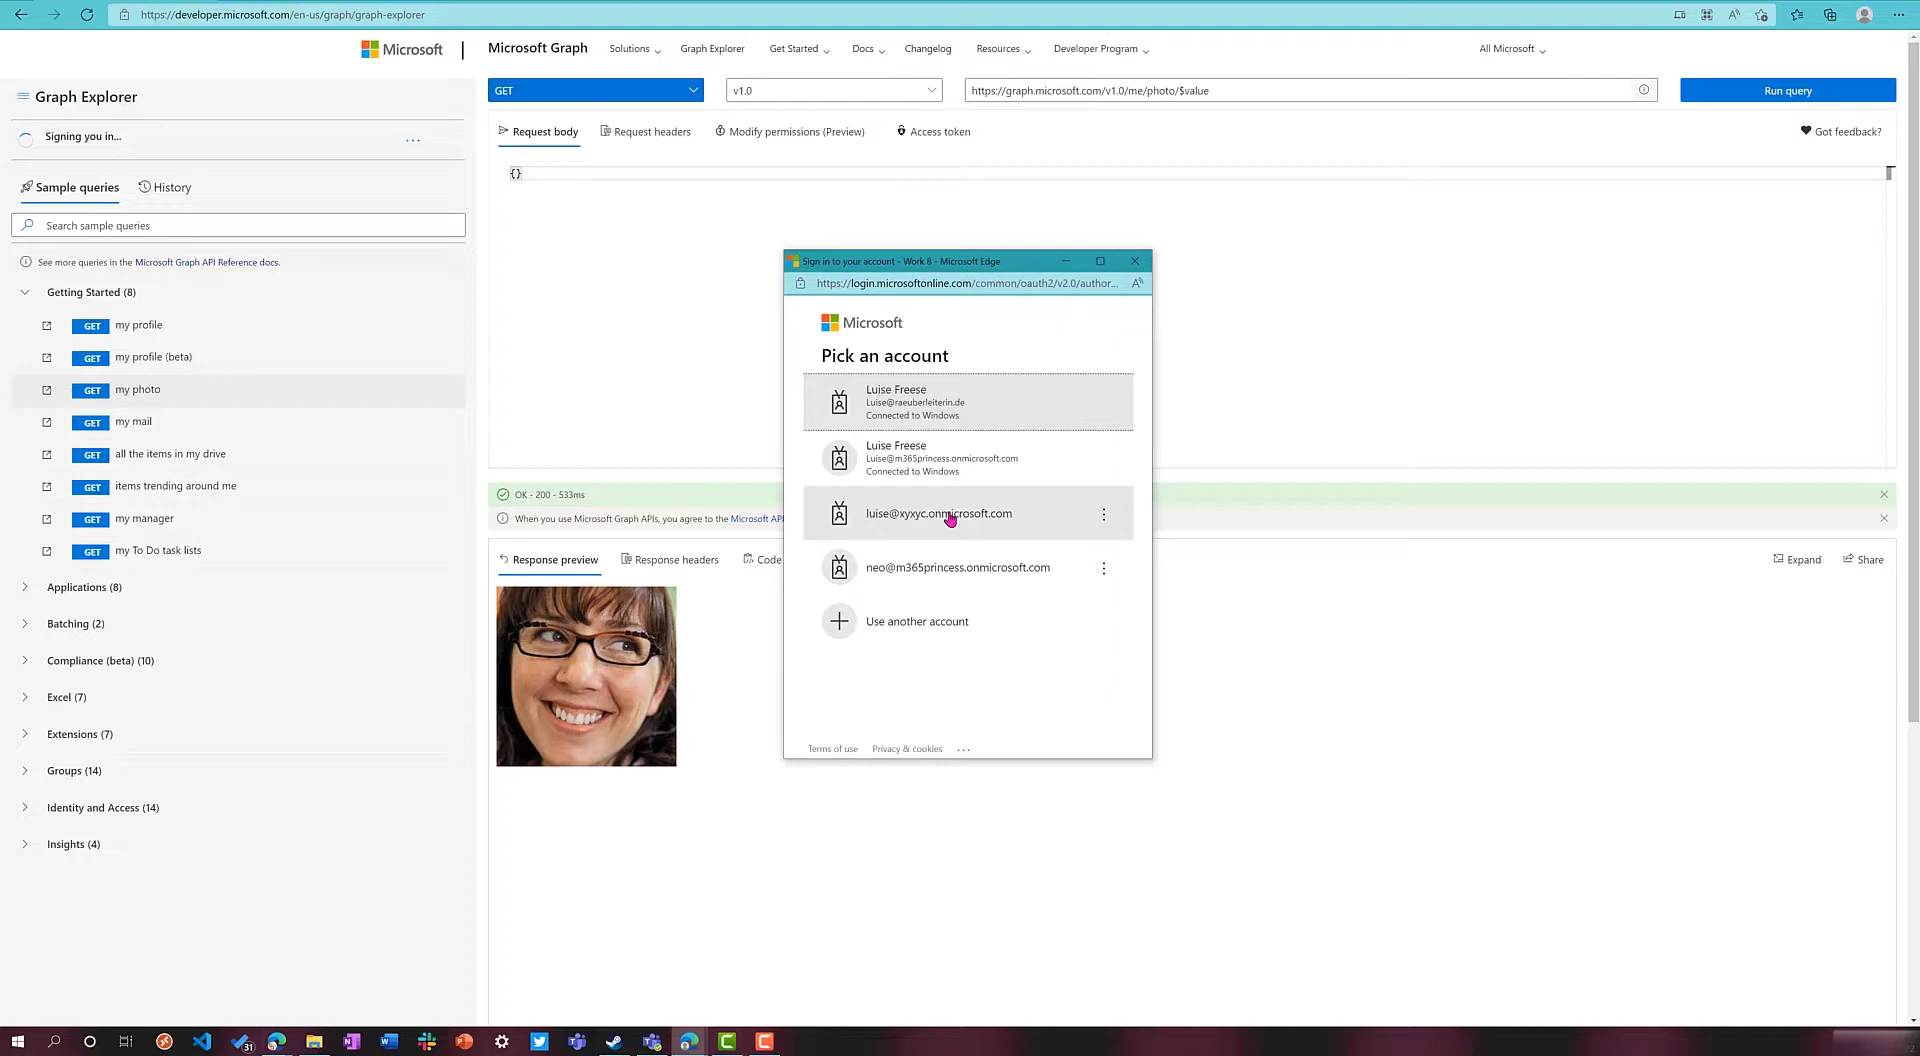 https://developer.microsoft.com/en-us/graph/graph-explorer
Microsoft
Microsoft Graph
Solutions
Graph Explorer
Get Started
Docs
Changelog
Resources
Developer Program
All Microsoft
Graph Explorer
GET
v1.0
https://graph.microsoft.com/v1.0/me/photo/$value
Run query
Signing you in...
...
Request body
Request headers
Modify permissions (Preview)
Access token
Got feedback?
{}
Sample queries
History
Search sample queries
See more queries in the Microsoft Graph API Reference docs.
Getting Started (8)
GET my profile
GET my profile (beta)
GET my photo
GET my mail
GET all the items in my drive
GET items trending around me
GET my manager
GET my To Do task lists
Applications (8)
Batching (2)
Compliance (beta) (10)
Excel (7)
Extensions (7)
Groups (14)
Identity and Access (14)
Insights (4)
Sign in to your account - Work 8 - Microsoft Edge
https://login.microsoftonline.com/common/oauth2/v2.0/author...
Microsoft
Pick an account
Luise Freese
Luise@raeuberleiterin.de
Connected to Windows
Luise Freese
Luise@m365princess.onmicrosoft.com
Connected to Windows
luise@xyxyc.onmicrosoft.com
neo@m365princess.onmicrosoft.com
Use another account
Terms of use
Privacy & cookies
...
OK - 200 - 533ms
When you use Microsoft Graph APIs, you agree to the Microsoft API
Response preview
Response headers
Code
Expand
Share
31